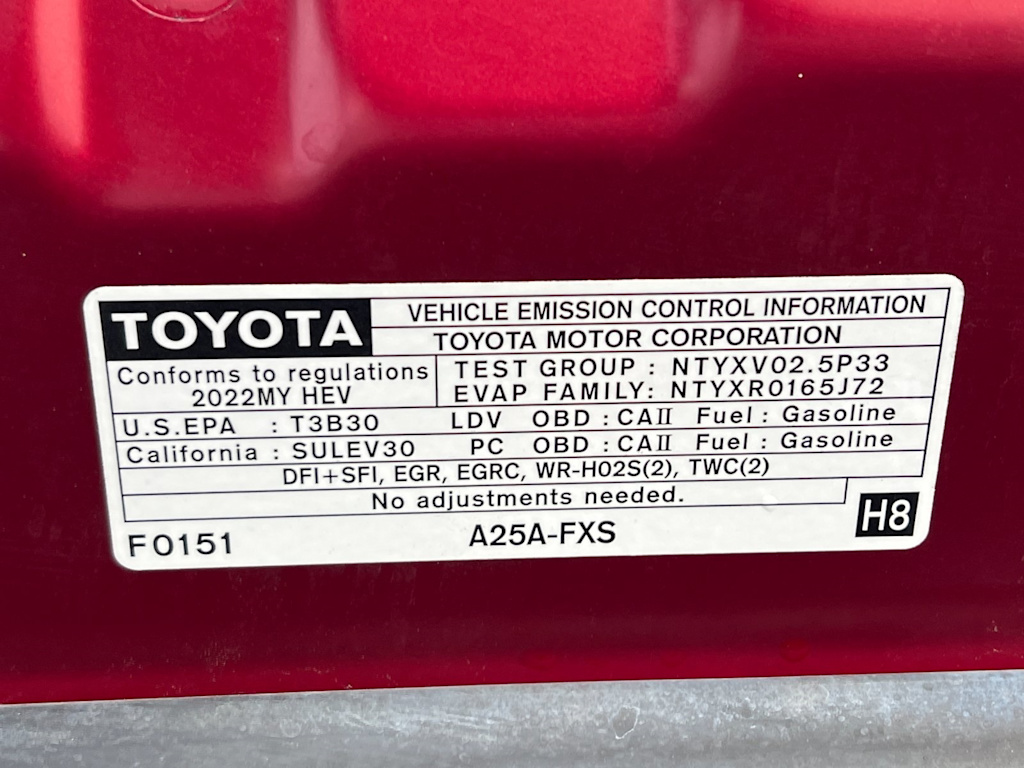 TOYOTA VEHICLE EMISSION CONTROL INFORMATION
TOYOTA MOTOR CORPORATION
Conforms to regulations TEST GROUP : NTYXV02.5P33
2022MY HEV EVAP FAMILY: NTYXR0165J72
U.S.EPA : T3B30 LDV OBD : CAII Fuel : Gasoline
California : SULEV30 PC OBD : CAII Fuel : Gasoline
DFI+SFI, EGR, EGRC, WR-HO2S(2), TWC(2)
No adjustments needed.
F0151 A25A-FXS H8